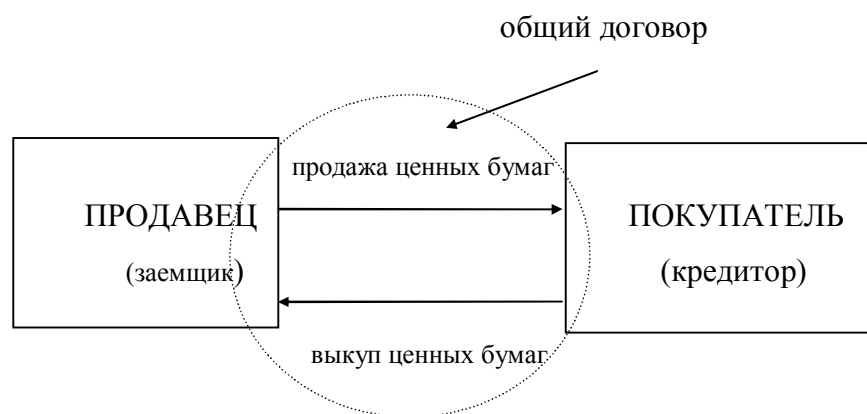 общий договор
продажа ценных бумаг
ПРОДАВЕЦ
(заемщик)
ПОКУПАТЕЛЬ
(кредитор)
выкуп ценных бумаг